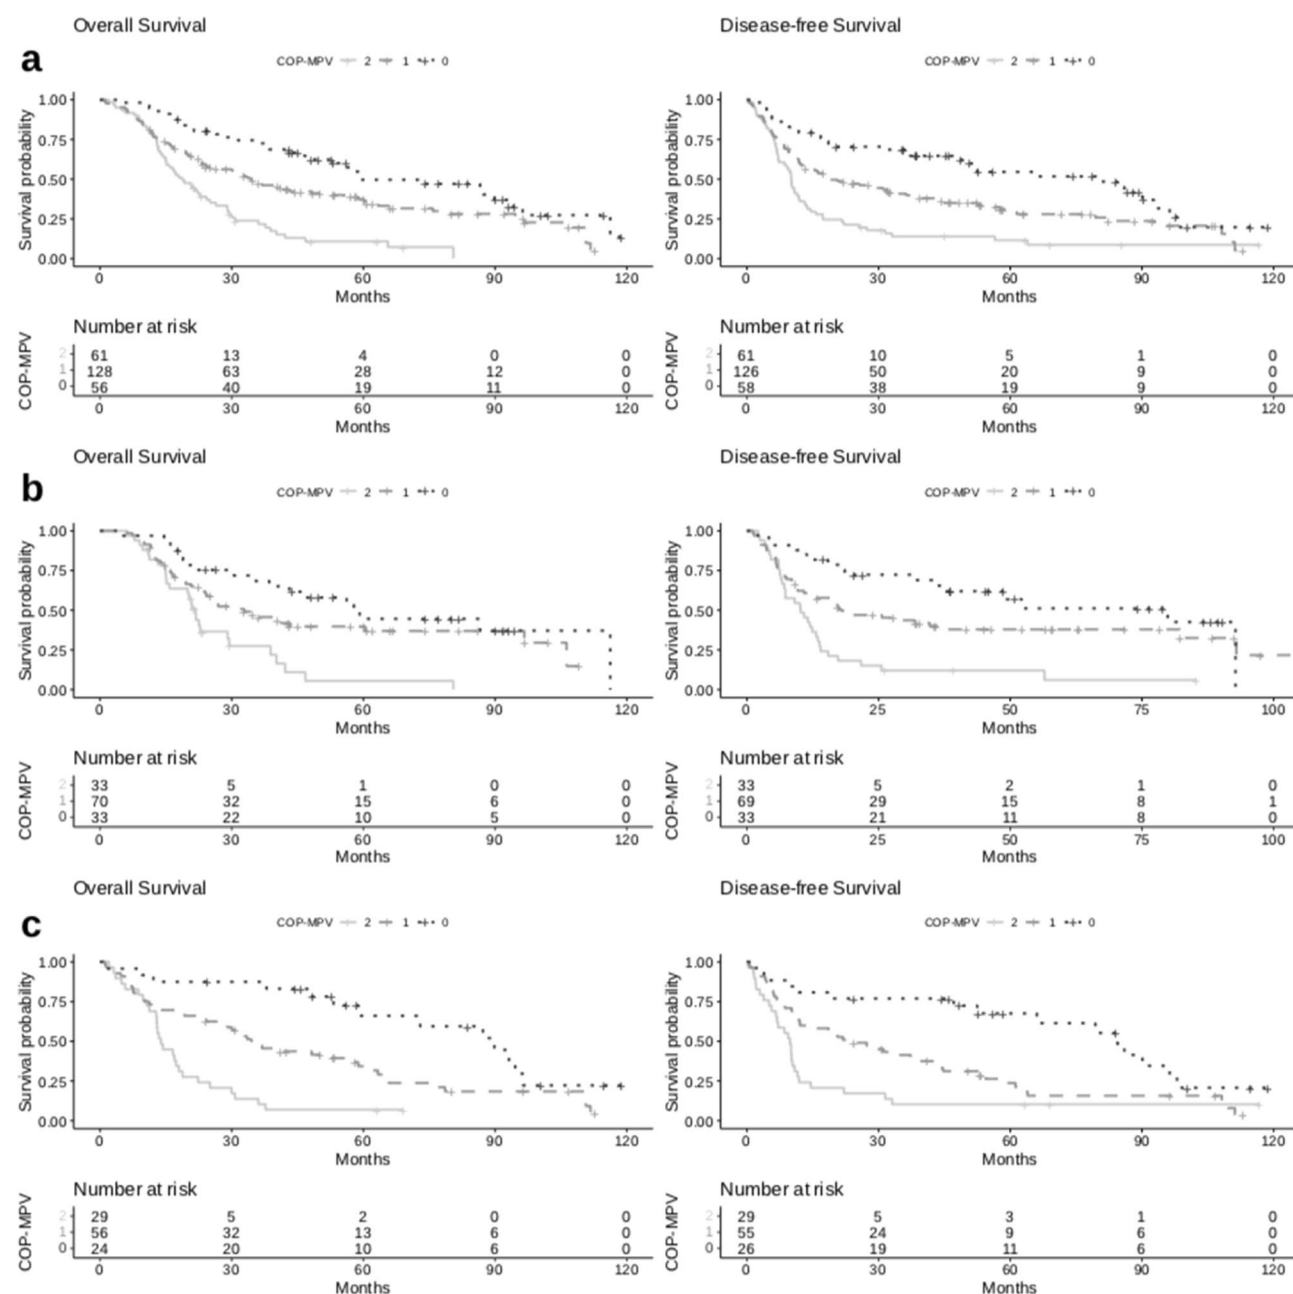 Overall Survival
a
COP-MPV 2 1 0
Survival probability
1.00
0.75
0.50
0.25
0.00
0 30 60 90 120
Months
Number at risk
COP-MPV
2 61 13 4 0 0
1 128 63 28 12 0
0 56 40 19 11 0
0 30 60 90 120
Months
Disease-free Survival
COP-MPV 2 1 0
Survival probability
1.00
0.75
0.50
0.25
0.00
0 30 60 90 120
Months
Number at risk
COP-MPV
2 61 10 5 1 0
1 126 50 20 9 0
0 58 38 19 9 0
0 30 60 90 120
Months
Overall Survival
b
COP-MPV 2 1 0
Survival probability
1.00
0.75
0.50
0.25
0.00
0 30 60 90 120
Months
Number at risk
COP-MPV
2 33 5 1 0 0
1 70 32 15 6 0
0 33 22 10 5 0
0 30 60 90 120
Months
Disease-free Survival
COP-MPV 2 1 0
Survival probability
1.00
0.75
0.50
0.25
0.00
0 25 50 75 100
Months
Number at risk
COP-MPV
2 33 5 2 1 0
1 69 29 15 8 1
0 33 21 11 8 0
0 25 50 75 100
Months
Overall Survival
c
COP-MPV 2 1 0
Survival probability
1.00
0.75
0.50
0.25
0.00
0 30 60 90 120
Months
Number at risk
COP-MPV
2 29 5 2 0 0
1 56 32 13 6 0
0 24 20 10 6 0
0 30 60 90 120
Months
Disease-free Survival
COP-MPV 2 1 0
Survival probability
1.00
0.75
0.50
0.25
0.00
0 30 60 90 120
Months
Number at risk
COP-MPV
2 29 5 3 1 0
1 55 24 9 6 0
0 26 19 11 6 0
0 30 60 90 120
Months